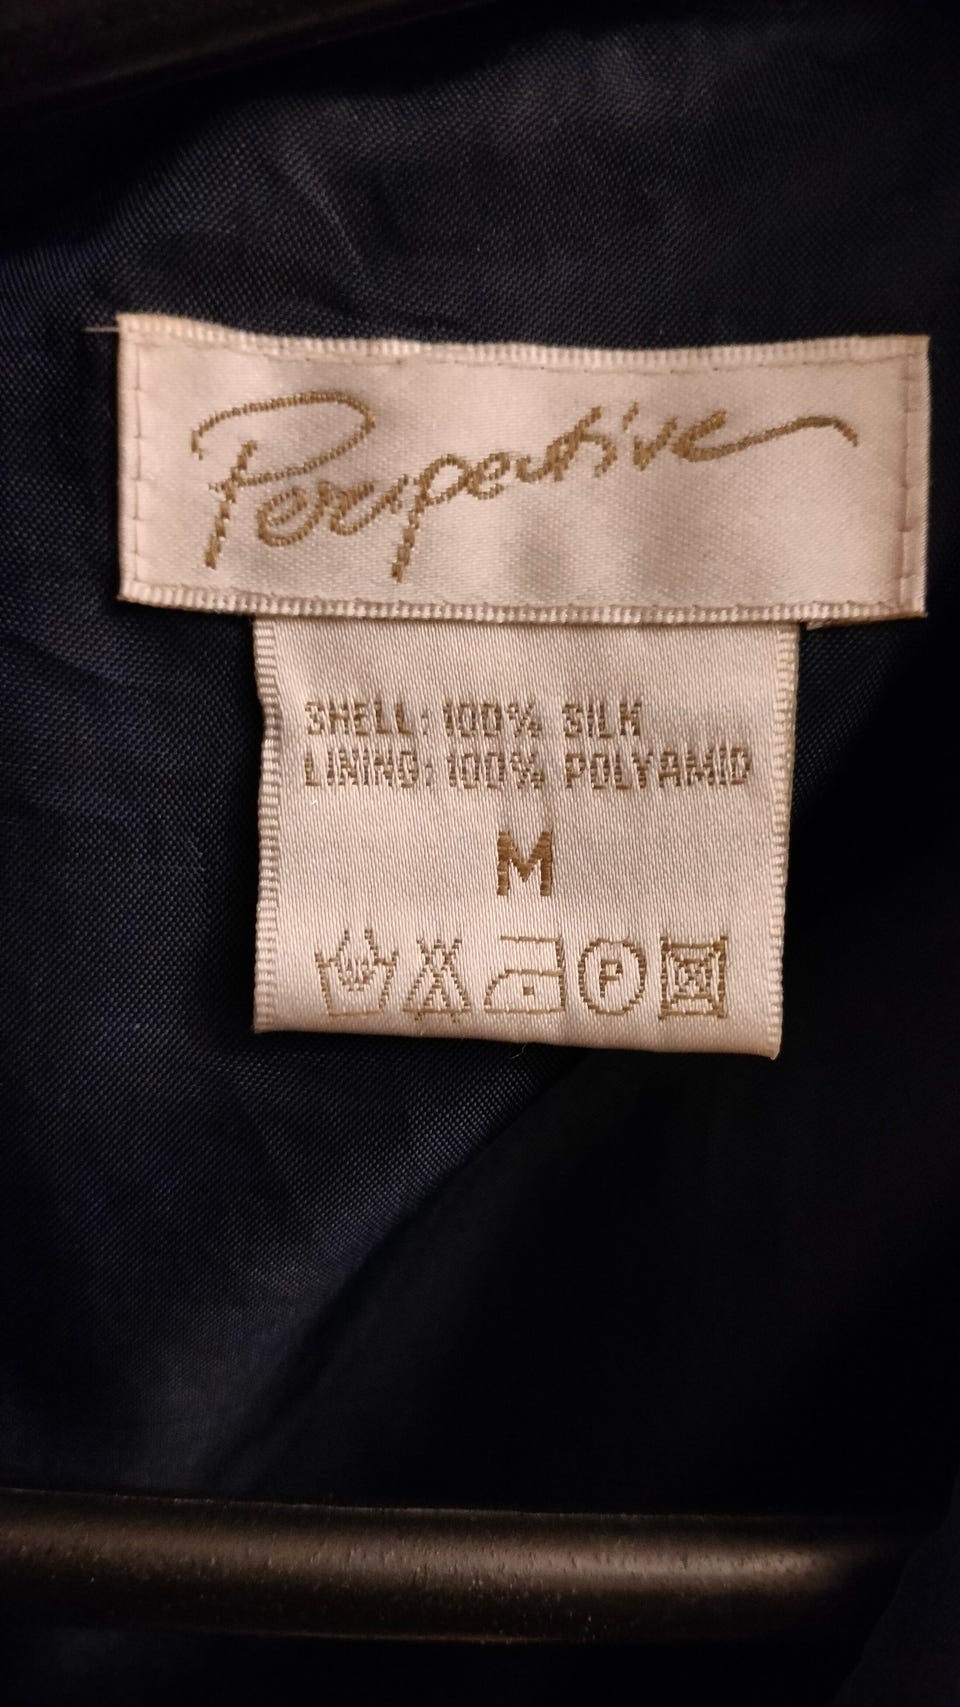 Perspective
SHELL: 100% SILK
LINING: 100% POLYAMID
M
P